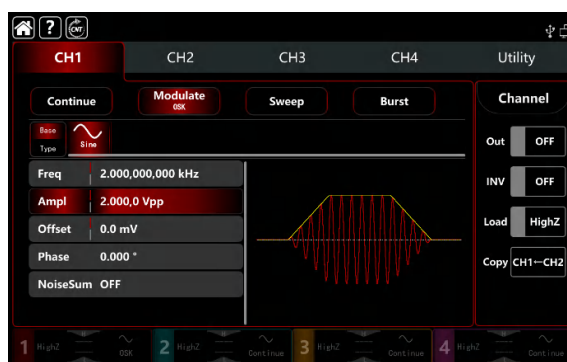 ? CNT
CH1 CH2 CH3 CH4 Utility
Continue Modulate OSK Sweep Burst Channel
Base Type Sine
Out OFF
Freq 2.000,000,000 kHz
INV OFF
Ampl 2.000,0 Vpp
Load HighZ
Offset 0.0 mV
Phase 0.000 °
Copy CH1←CH2
NoiseSum OFF
1 HighZ OSK 2 HighZ Continue 3 HighZ Continue 4 HighZ Continue